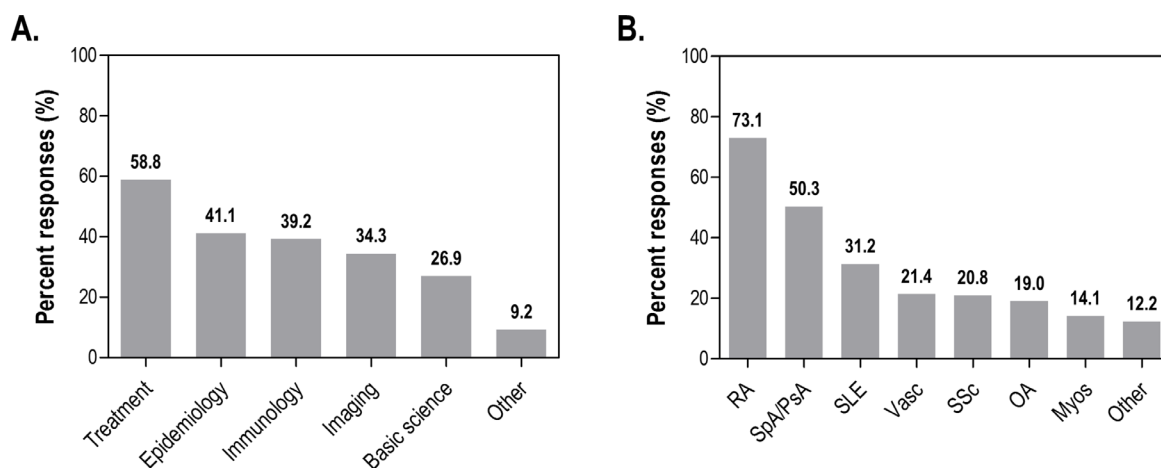 A.
Percent responses (%)
100
80
60
40
20
0
58.8
41.1
39.2
34.3
26.9
9.2
Treatment
Epidemiology
Immunology
Imaging
Basic science
Other
B.
Percent responses (%)
100
80
60
40
20
0
73.1
50.3
31.2
21.4
20.8
19.0
14.1
12.2
RA
SpA/PsA
SLE
Vasc
SSc
OA
Myos
Other